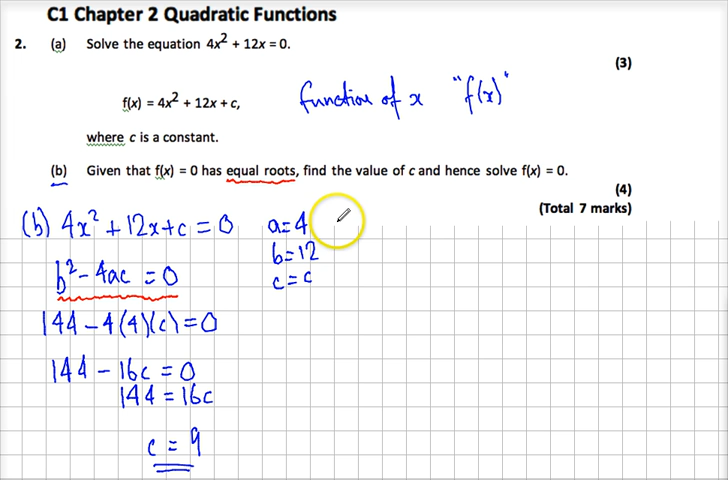 C1 Chapter 2 Quadratic Functions
2. (a) Solve the equation 4x² + 12x = 0.
(3)
f(x) = 4x² + 12x + c, function of x "f(x)"
where c is a constant.
(b) Given that f(x) = 0 has equal roots, find the value of c and hence solve f(x) = 0.
(4)
(Total 7 marks)
(b) 4x² + 12x + c = 0 a = 4
b = 12
b² - 4ac = 0 c = c
144 - 4(4)(c) = 0
144 - 16c = 0
144 = 16c
c = 9